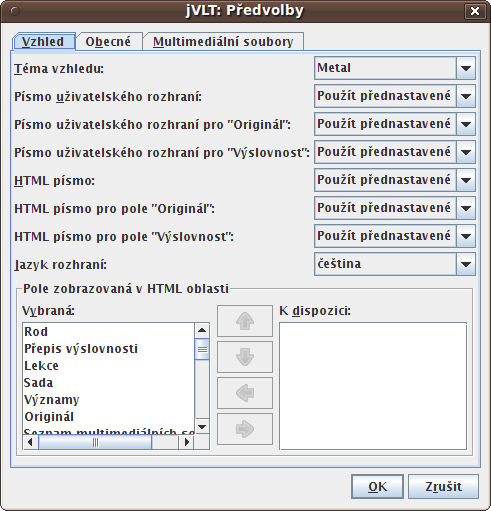 jVLT: Předvolby
Vzhled Obecné Multimediální soubory
Téma vzhledu: Metal
Písmo uživatelského rozhraní: Použít přednastavené
Písmo uživatelského rozhraní pro "Originál": Použít přednastavené
Písmo uživatelského rozhraní pro "Výslovnost": Použít přednastavené
HTML písmo: Použít přednastavené
HTML písmo pro pole "Originál": Použít přednastavené
HTML písmo pro pole "Výslovnost": Použít přednastavené
Jazyk rozhraní: čeština
Pole zobrazovaná v HTML oblasti
Vybraná: K dispozici:
Rod
Přepis výslovnosti
Lekce
Sada
Významy
Originál
Seznam multimediálních so
OK Zrušit